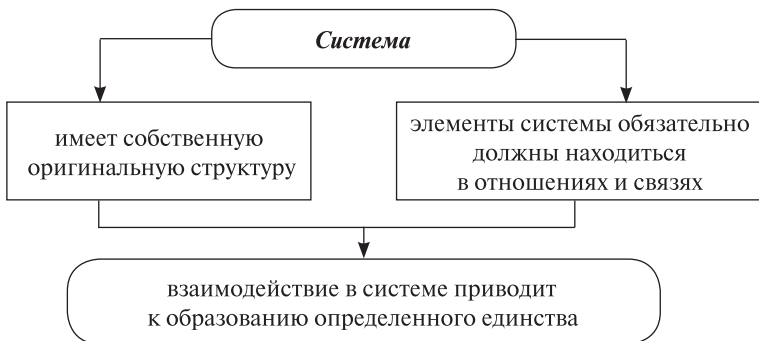 Система
имеет собственную
оригинальную структуру
элементы системы обязательно
должны находиться
в отношениях и связях
взаимодействие в системе приводит
к образованию определенного единства